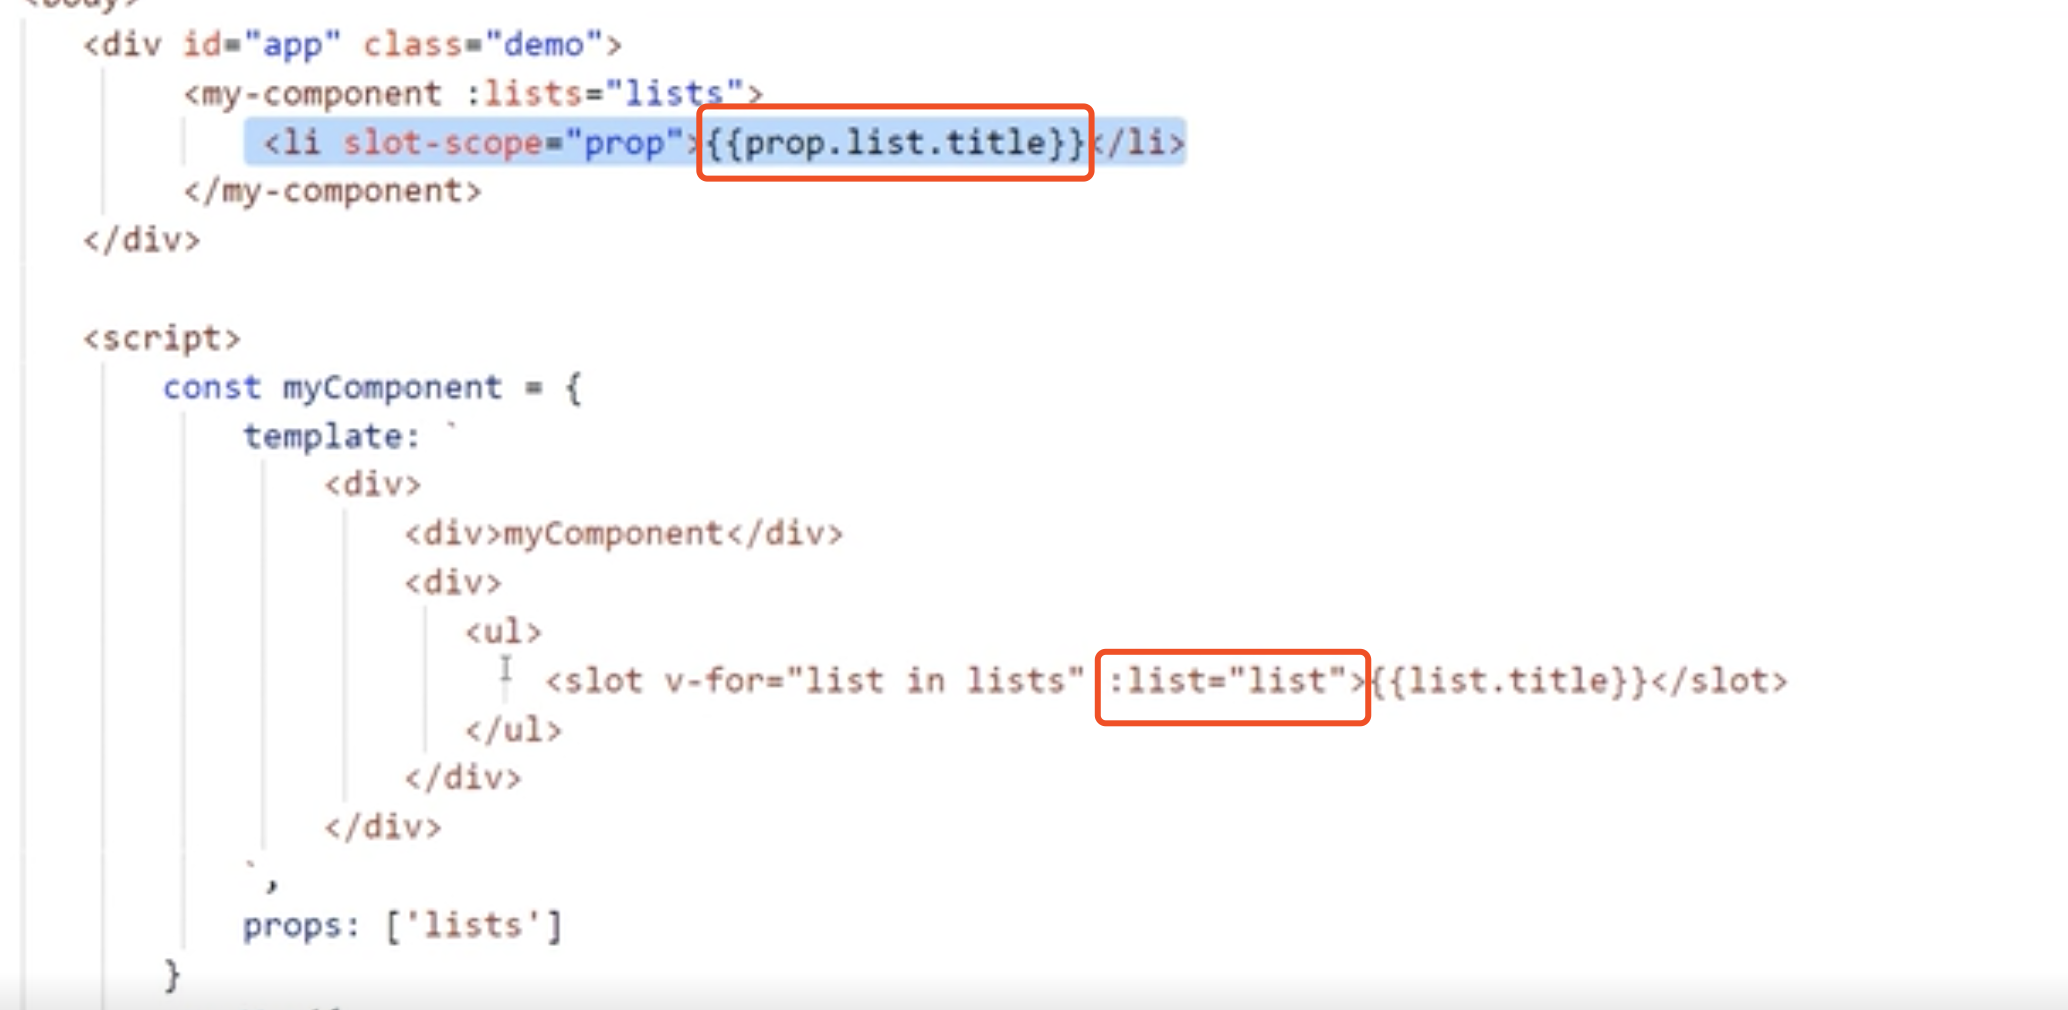 <body>
<div id="app" class="demo">
<my-component :lists="lists">
<li slot-scope="prop">{{prop.list.title}}</li>
</my-component>
</div>
<script>
const myComponent = {
template: `
<div>
<div>myComponent</div>
<div>
<ul>
<slot v-for="list in lists" :list="list">{{list.title}}</slot>
</ul>
</div>
</div>
`,
props: ['lists']
}